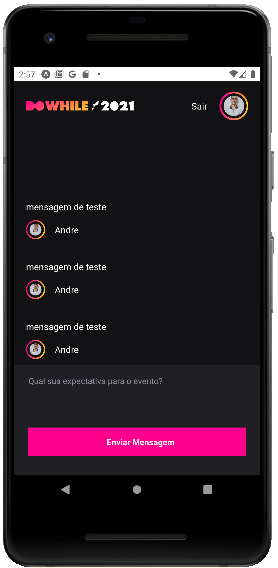 2:57
DOWHILE 2021
Sair
mensagem de teste
Andre
mensagem de teste
Andre
mensagem de teste
Andre
Qual sua expectativa para o evento?
Enviar Mensagem